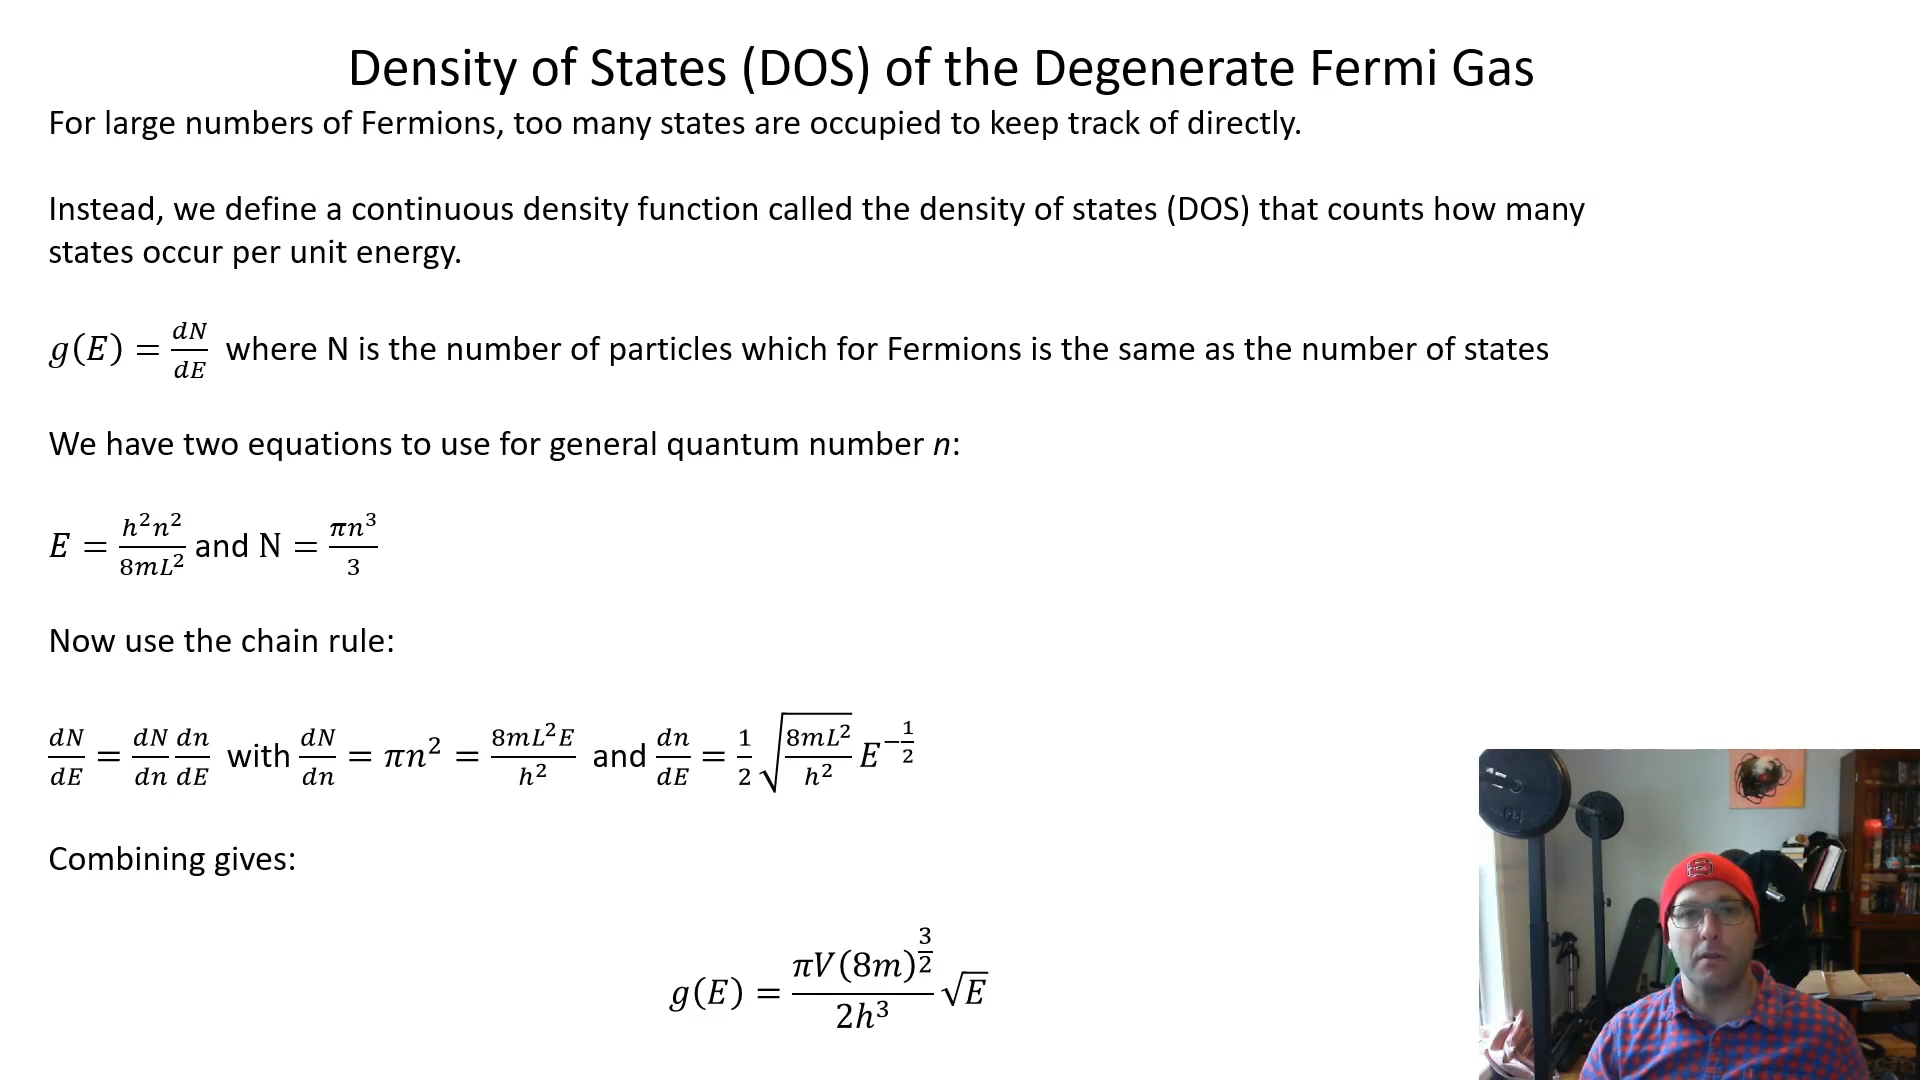 Density of States (DOS) of the Degenerate Fermi Gas
For large numbers of Fermions, too many states are occupied to keep track of directly.
Instead, we define a continuous density function called the density of states (DOS) that counts how many
states occur per unit energy.
g(E) = dN/dE where N is the number of particles which for Fermions is the same as the number of states
We have two equations to use for general quantum number n:
E = h²n²/8mL² and N = πn³/3
Now use the chain rule:
dN/dE = dN/dn dn/dE with dN/dn = πn² = 8mL²E/h² and dn/dE = 1/2 √(8mL²/h²) E^(-1/2)
Combining gives:
g(E) = πV(8m)^(3/2)/2h³ √E